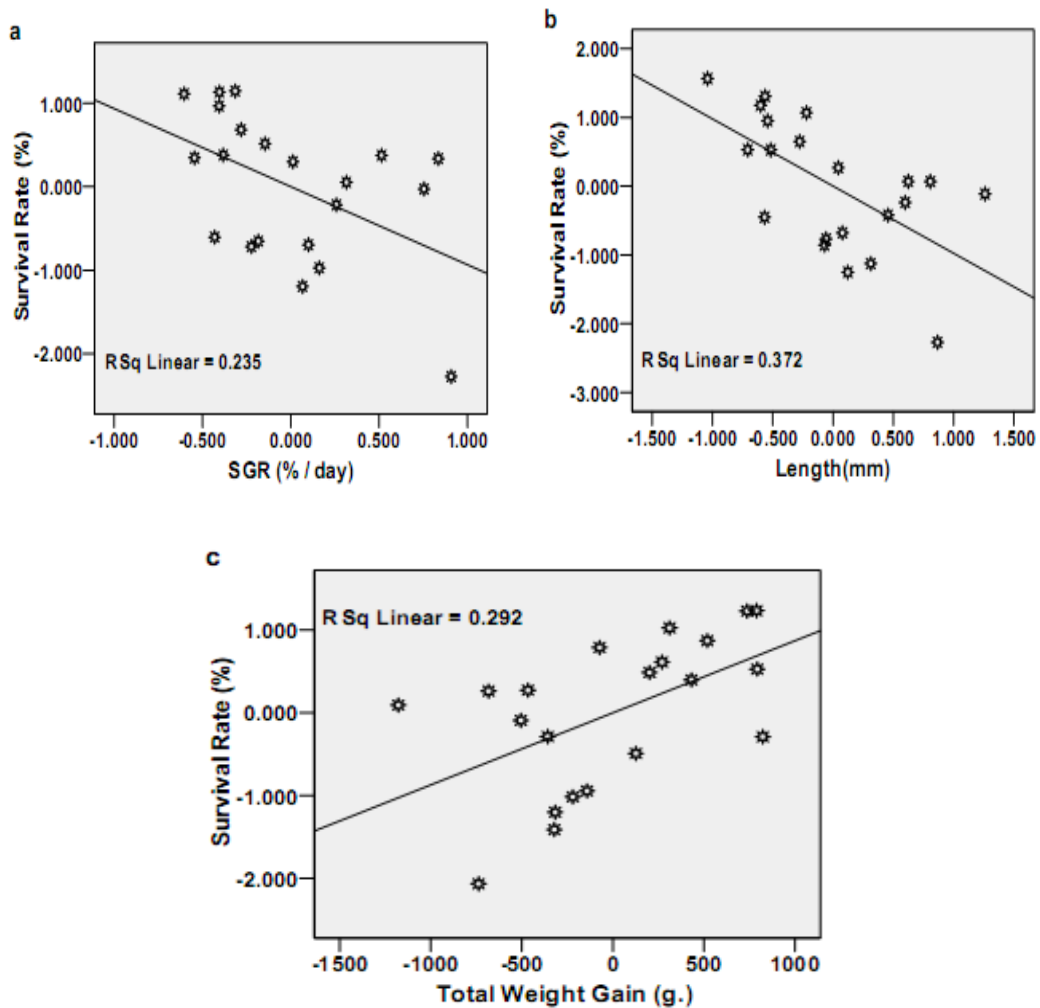 a
Survival Rate (%)
1.000
0.000
-1.000
-2.000
R Sq Linear = 0.235
-1.000 -0.500 0.000 0.500 1.000
SGR (% / day)
b
Survival Rate (%)
2.000
1.000
0.000
-1.000
-2.000
-3.000
R Sq Linear = 0.372
-1.500 -1.000 -0.500 0.000 0.500 1.000 1.500
Length(mm)
c
Survival Rate (%)
R Sq Linear = 0.292
1.000
0.000
-1.000
-2.000
-1500 -1000 -500 0 500 1000
Total Weight Gain (g.)